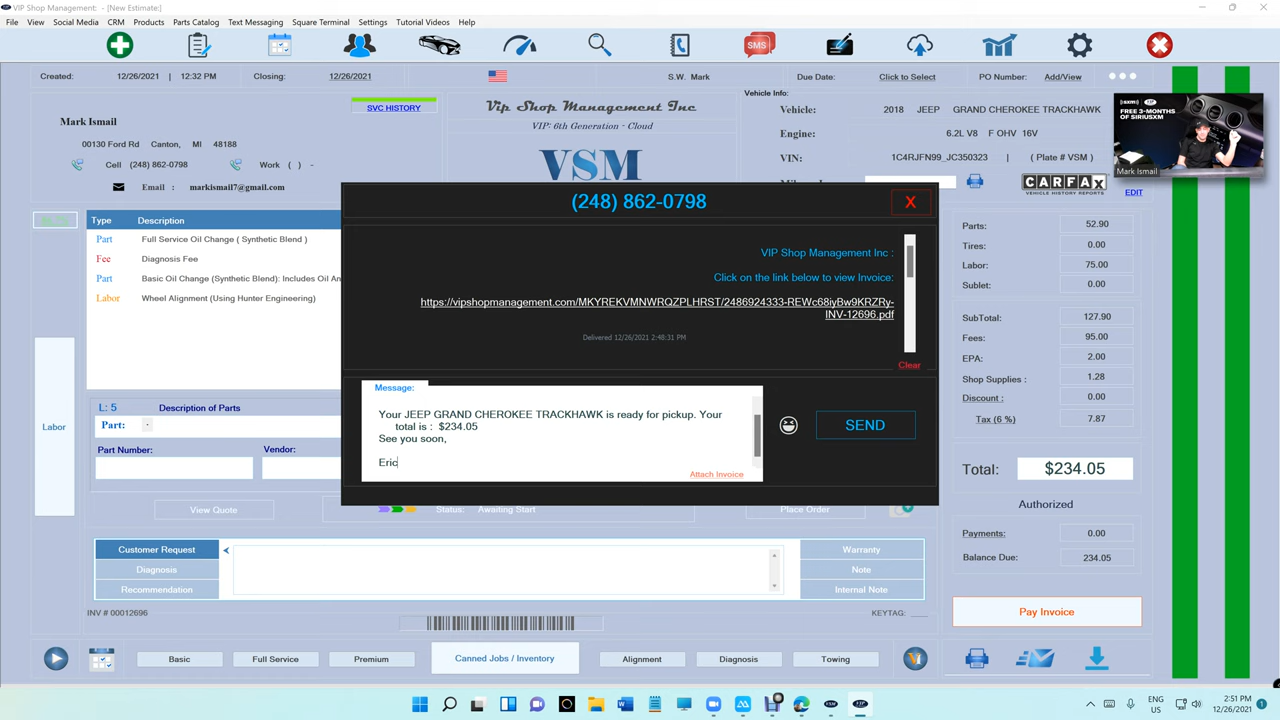 VIP Shop Management: - [New Estimate:]
File View Social Media CRM Products Parts Catalog Text Messaging Square Terminal Settings Tutorial Videos Help
SMS
Created: 12/26/2021 | 12:32 PM Closing: 12/26/2021 S.W. Mark Due Date: Click to Select PO Number: Add/View
SVC HISTORY
Mark Ismail
00130 Ford Rd Canton, MI 48188
Cell (248) 862-0798 Work ( ) -
Email : markismail7@gmail.com
Vip Shop Management Inc
VIP: 6th Generation - Cloud
VSM
Vehicle Info:
Vehicle: 2018 JEEP GRAND CHEROKEE TRACKHAWK
Engine: 6.2L V8 F OHV 16V
VIN: 1C4RJFN99_JC350323 | ( Plate # VSM )
CARFAX
VEHICLE HISTORY REPORTS
EDIT
FREE 3-MONTHS
OF SIRIUSXM
Mark Ismail
Type Description
Part Full Service Oil Change ( Synthetic Blend )
Fee Diagnosis Fee
Part Basic Oil Change (Synthetic Blend): Includes Oil An
Labor Wheel Alignment (Using Hunter Engineering)
Labor
L: 5 Description of Parts
Part:
Part Number: Vendor:
View Quote
Status: Awaiting Start
Place Order
(248) 862-0798
X
VIP Shop Management Inc :
Click on the link below to view Invoice:
https://vipshopmanagement.com/MKYREKVMNWRQZPLHRST/2486924333-REWc68iyBw9KRZRy-
INV-12696.pdf
Delivered 12/26/2021 2:48:31 PM
Clear
Message:
Your JEEP GRAND CHEROKEE TRACKHAWK is ready for pickup. Your
total is : $234.05
See you soon,
Eric
Attach Invoice
SEND
Parts: 52.90
Tires: 0.00
Labor: 75.00
Sublet: 0.00
SubTotal: 127.90
Fees: 95.00
EPA: 2.00
Shop Supplies : 1.28
Discount : 0.00
Tax (6 %) 7.87
Total: $234.05
Authorized
Payments: 0.00
Balance Due: 234.05
Pay Invoice
Customer Request
Diagnosis
Recommendation
Warranty
Note
Internal Note
INV # 00012696
KEYTAG: ___
Basic Full Service Premium Canned Jobs / Inventory Alignment Diagnosis Towing
ENG
US
2:51 PM
12/26/2021